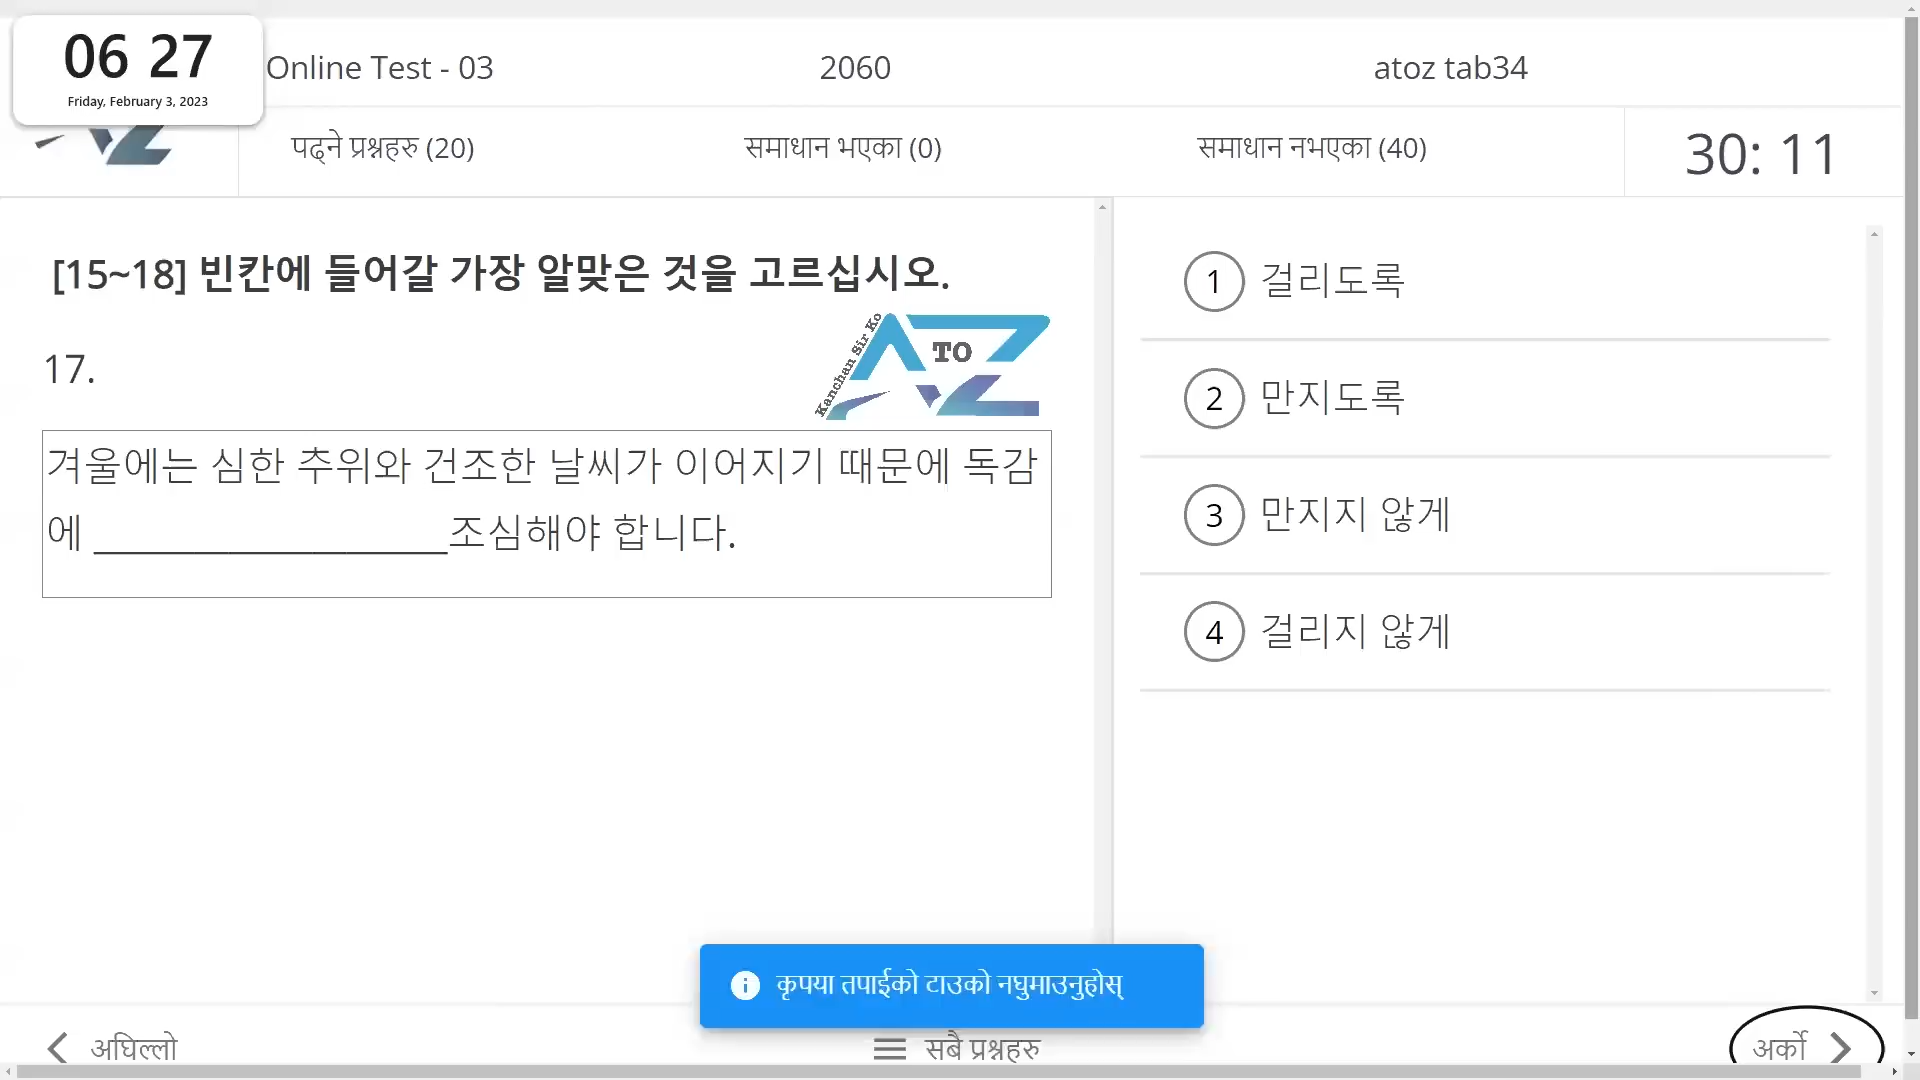 06 27
Friday, February 3, 2023
Online Test - 03
2060
atoz tab34
पढ्ने प्रश्नहरु (20)
समाधान भएका (0)
समाधान नभएका (40)
30: 11
[15~18] 빈칸에 들어갈 가장 알맞은 것을 고르십시오.
Kanchan Sir Ko
A TO Z
17.
겨울에는 심한 추위와 건조한 날씨가 이어지기 때문에 독감
에 ________________조심해야 합니다.
1 걸리도록
2 만지도록
3 만지지 않게
4 걸리지 않게
कृपया तपाईको टाउको नघुमाउनुहोस्
अघिल्लो
सबै प्रश्नहरु
अर्को